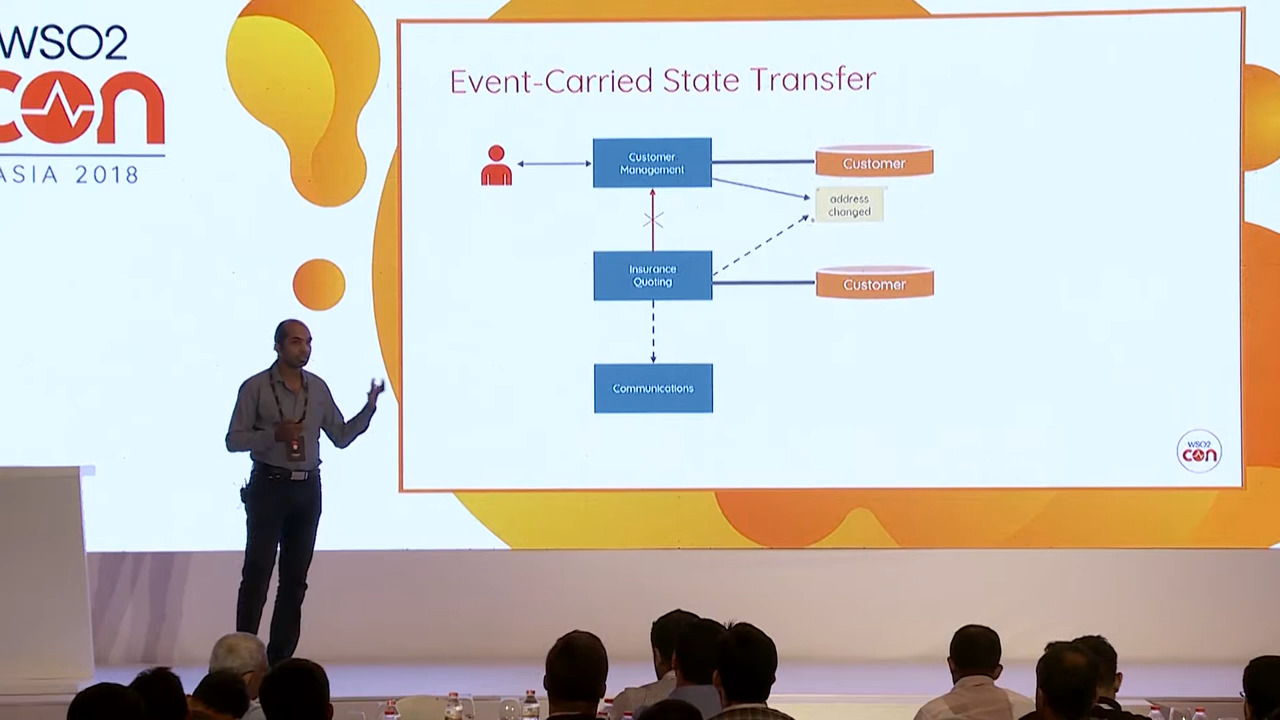 WSO2
con
ASIA 2018
Event-Carried State Transfer
Customer
Management
Customer
address
changed
Insurance
Quoting
Customer
Communications
WSO2
con